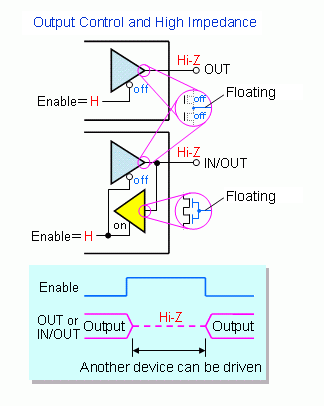 Output Control and High Impedance
Hi-Z
OUT
off
Enable= H
off
off
Floating
Hi-Z
IN/OUT
off
Floating
on
Enable= H
Enable
OUT or
IN/OUT
Output
Hi-Z
Output
Another device can be driven